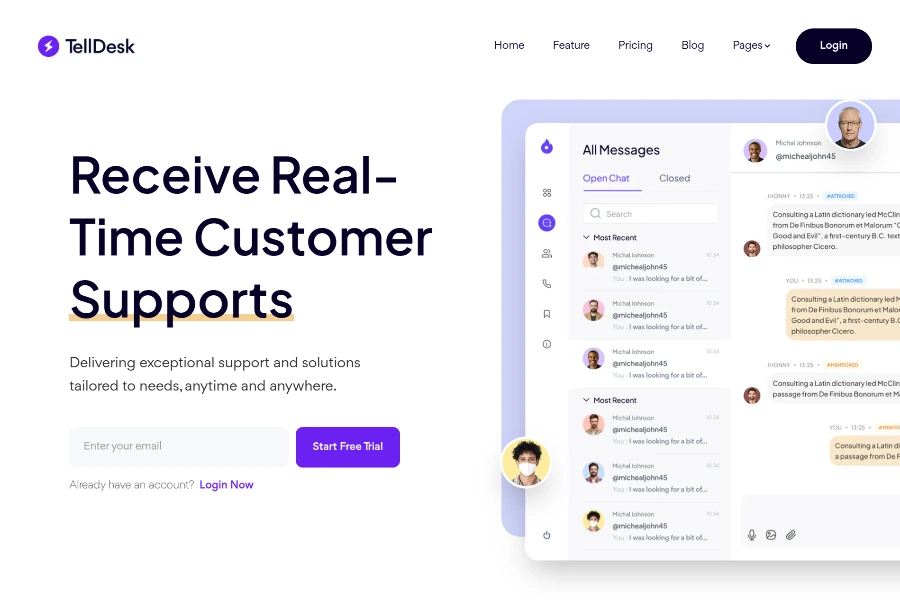 TellDesk
Home
Feature
Pricing
Blog
Pages
Login
Receive Real-
Time Customer
Supports
Delivering exceptional support and solutions
tailored to needs, anytime and anywhere.
Enter your email
Start Free Trial
Already have an account? Login Now
All Messages
Open Chat
Closed
Search
Most Recent
Michal Johnson 10:34
@michealjohn45
You : I was looking for a bit of...
Michal Johnson 10:34
@michealjohn45
You : I was looking for a bit of...
Michal Johnson 10:34
@michealjohn45
You : I was looking for a bit of...
Most Recent
Michal Johnson 10:34
@michealjohn45
You : I was looking for a bit of...
Michal Johnson 10:34
@michealjohn45
You : I was looking for a bit of...
Michal Johnson 10:34
@michealjohn45
You : I was looking for a bit of...
Michal Johnson
@michealjohn45
JHONNY • 13:25 • #ATTACHED
Consulting a Latin dictionary led McClin
from De Finibus Bonorum et Malorum "
Good and Evil", a first-century B.C. text
philosopher Cicero.
YOU • 13:25 • #ATTACHED
Consulting a Latin dictionary led M
from De Finibus Bonorum et Malor
Good and Evil", a first-century B.C
philosopher Cicero.
JHONNY • 13:25 • #MENTIONED
Consulting a Latin dictionary led McClin
passage from De Finibus Bonorum et Ma
YOU • 13:25 •
Consulting a Latin di
a passage from De F